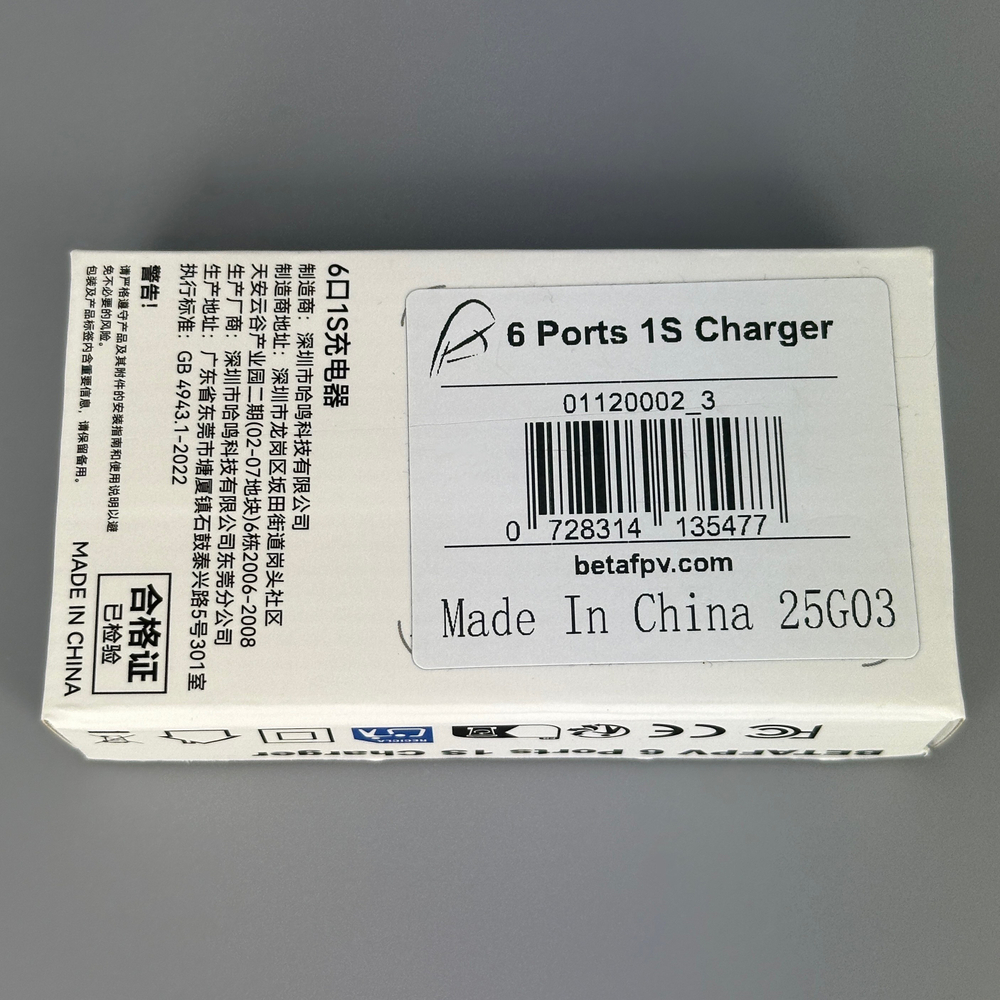 6 Ports 1S Charger
01120002_3
0 728314 135477
betafpv.com
Made In China 25G03
6口1S充电器
制造商：深圳市哈鸣科技有限公司
制造商地址：深圳市龙岗区坂田街道岗头社区
天安云谷产业园二期(02-07地块)6栋2006-2008
生产厂商：深圳市哈鸣科技有限公司东莞分公司
生产地址：广东省东莞市塘厦镇石鼓泰兴路5号301室
执行标准：GB 4943.1-2022
警告！
请严格遵守产品及其附件的安装指南和使用说明以避
免不必要的风险。
包装及产品标签内含重要信息，请保留备用。
合格证
已检验
MADE IN CHINA
BETAFPV 6 Ports 1S Charger
FC CE
RECICLA